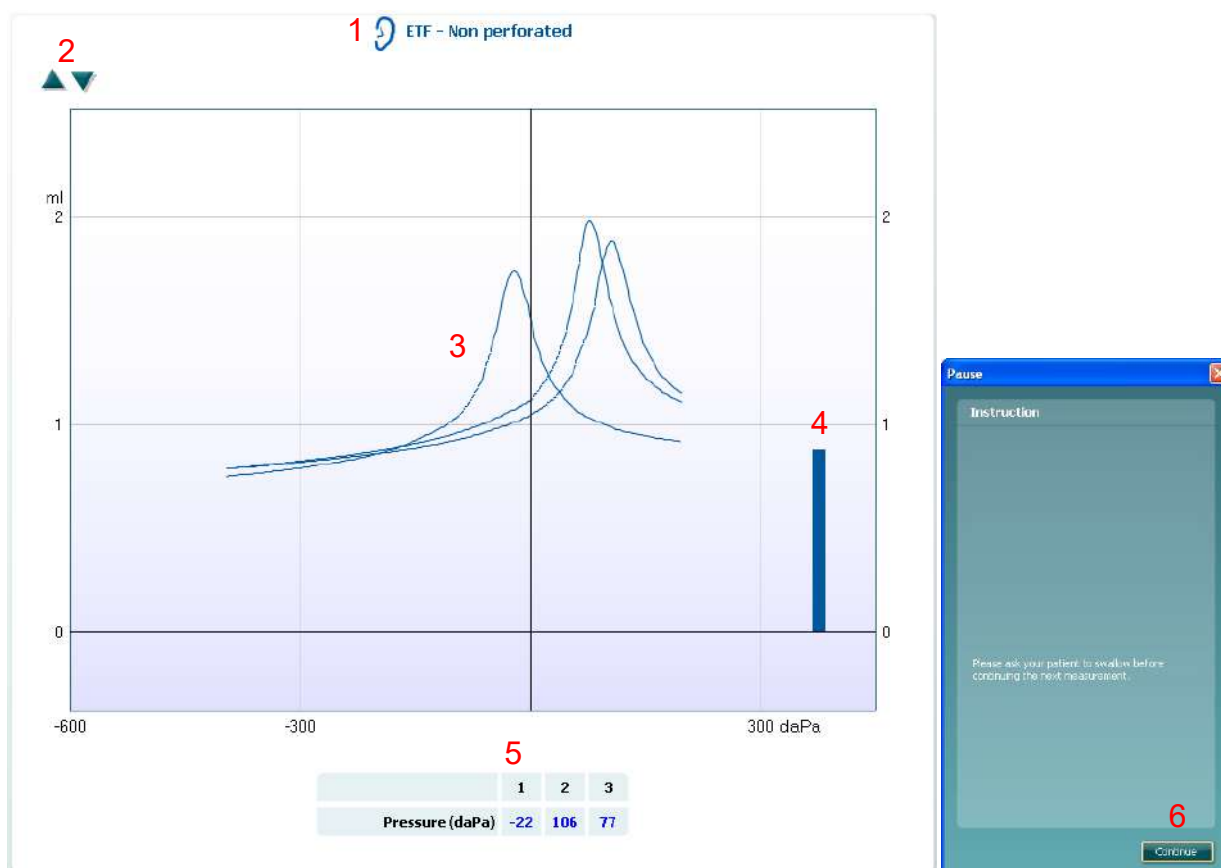 1 ETF - Non perforated
2
ml
2 2
3
1 4 1
0 0
-600 -300 300 daPa
5
1 2 3
Pressure (daPa) -22 106 77
Pause
Instruction
Please ask your patient to swallow before
continuing the next measurement.
6
Continue